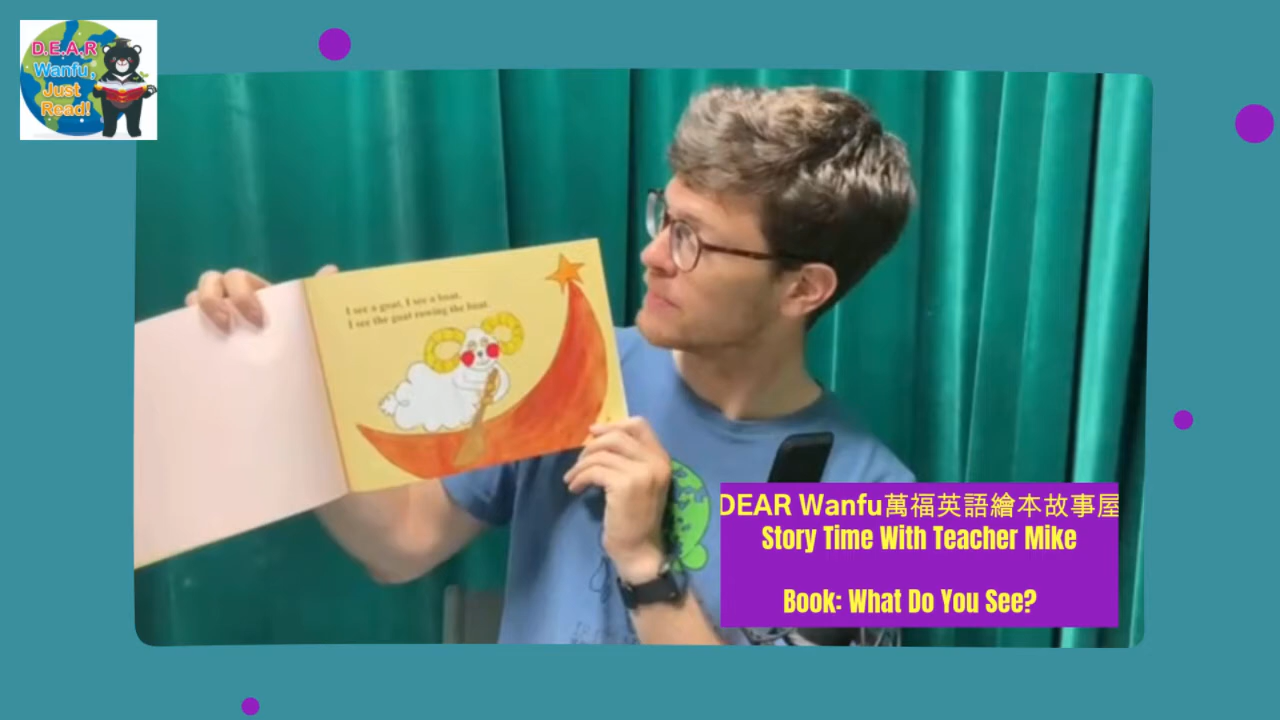 D.E.A.R
Wanfu,
Just
Read!
I see a goat, I see a boat,
I see the goat rowing the boat.
DEAR Wanfu萬福英語繪本故事屋
Story Time With Teacher Mike
Book: What Do You See?